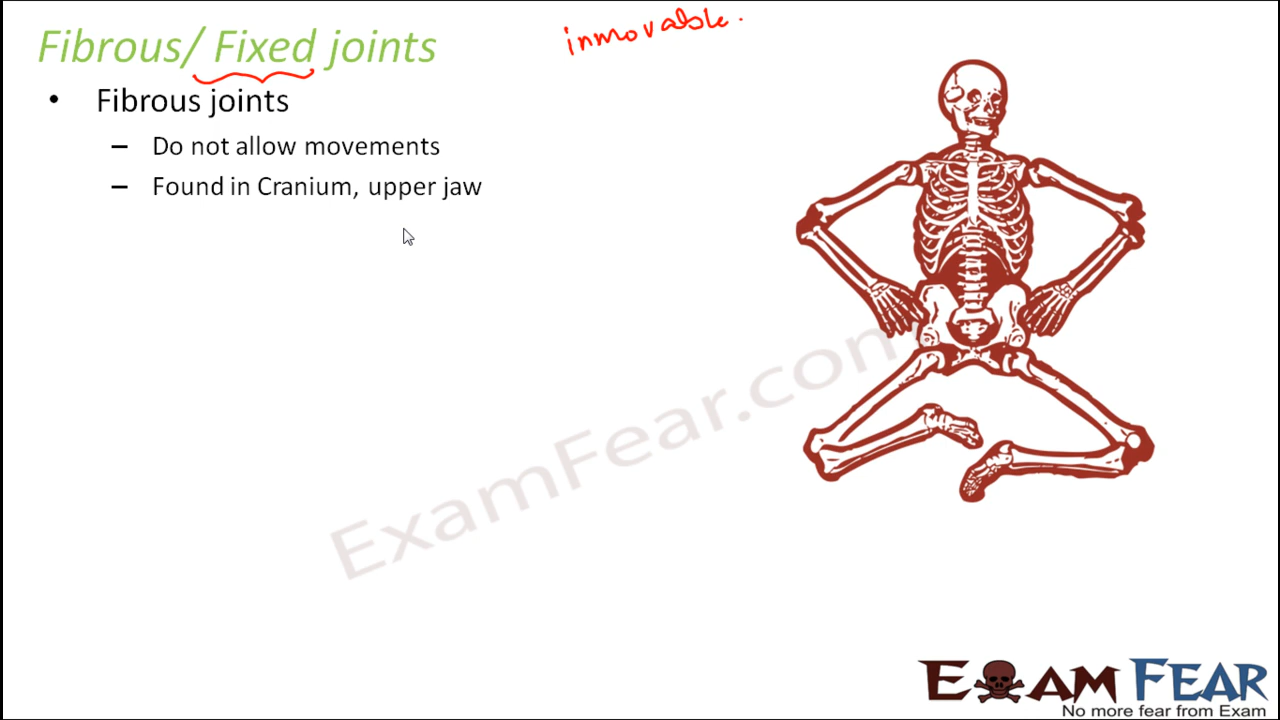 Fibrous/ Fixed joints
inmovable.
• Fibrous joints
– Do not allow movements
– Found in Cranium, upper jaw
ExamFear.com
EXAM FEAR
No more fear from Exam